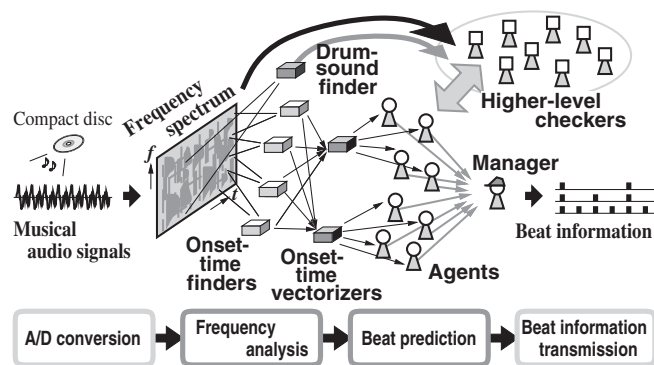 Drum-
sound
finder
Frequency
spectrum
Compact disc
f
t
Musical
audio signals
Onset-
time
finders
Onset-
time
vectorizers
Higher-level
checkers
Manager
Agents
Beat information
A/D conversion
Frequency
analysis
Beat prediction
Beat information
transmission